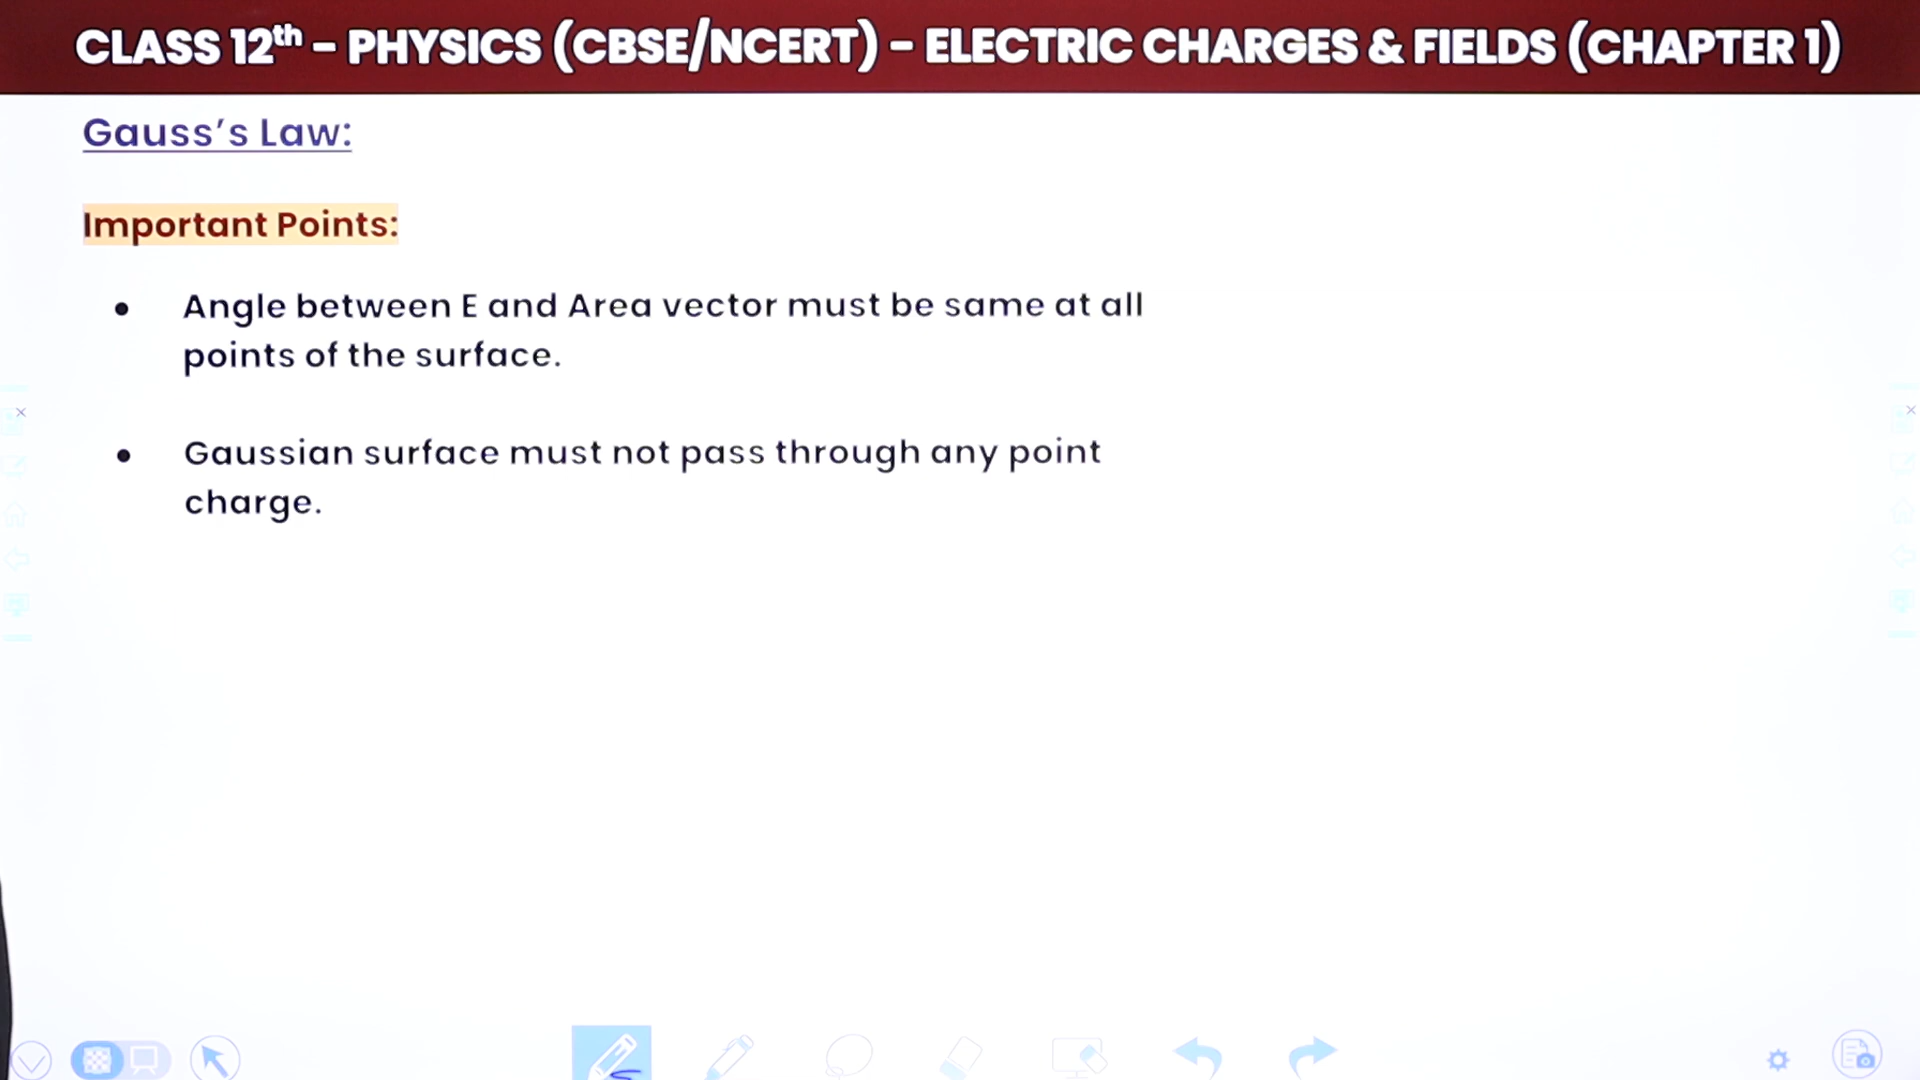 CLASS 12th – PHYSICS (CBSE/NCERT) – ELECTRIC CHARGES & FIELDS (CHAPTER 1)
Gauss’s Law:
Important Points:
• Angle between E and Area vector must be same at all
points of the surface.
• Gaussian surface must not pass through any point
charge.